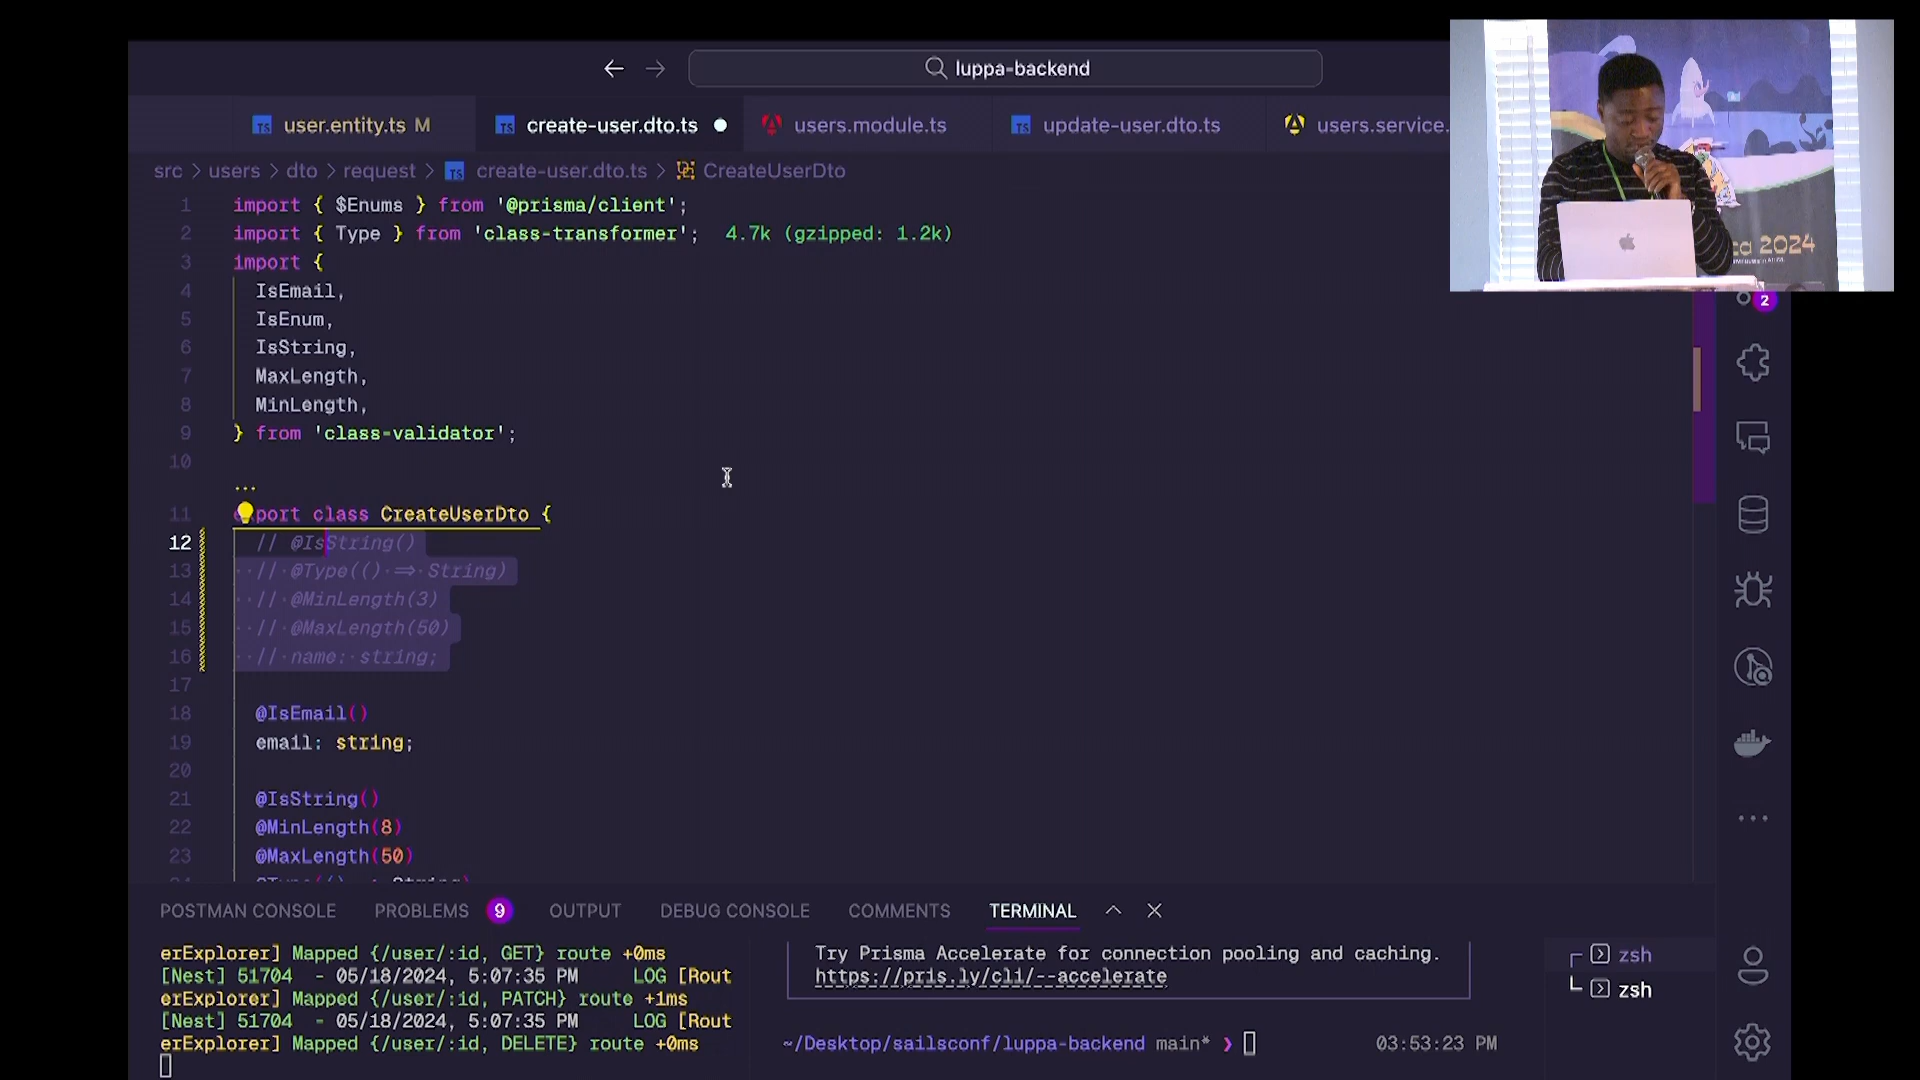 luppa-backend
user.entity.ts M
create-user.dto.ts
users.module.ts
update-user.dto.ts
users.service.
src > users > dto > request > create-user.dto.ts > CreateUserDto
1 import { $Enums } from '@prisma/client';
2 import { Type } from 'class-transformer'; 4.7k (gzipped: 1.2k)
3 import {
4 IsEmail,
5 IsEnum,
6 IsString,
7 MaxLength,
8 MinLength,
9 } from 'class-validator';
10
...
11 export class CreateUserDto {
12 // @IsString()
13 // @Type(() => String)
14 // @MinLength(3)
15 // @MaxLength(50)
16 // name: string;
17
18 @IsEmail()
19 email: string;
20
21 @IsString()
22 @MinLength(8)
23 @MaxLength(50)
ca 2024
2
POSTMAN CONSOLE
PROBLEMS 9
OUTPUT
DEBUG CONSOLE
COMMENTS
TERMINAL
erExplorer] Mapped {/user/:id, GET} route +0ms
[Nest] 51704 - 05/18/2024, 5:07:35 PM LOG [Rout
erExplorer] Mapped {/user/:id, PATCH} route +1ms
[Nest] 51704 - 05/18/2024, 5:07:35 PM LOG [Rout
erExplorer] Mapped {/user/:id, DELETE} route +0ms
Try Prisma Accelerate for connection pooling and caching.
https://pris.ly/cli/--accelerate
~/Desktop/sailsconf/luppa-backend main* ❯
03:53:23 PM
zsh
zsh